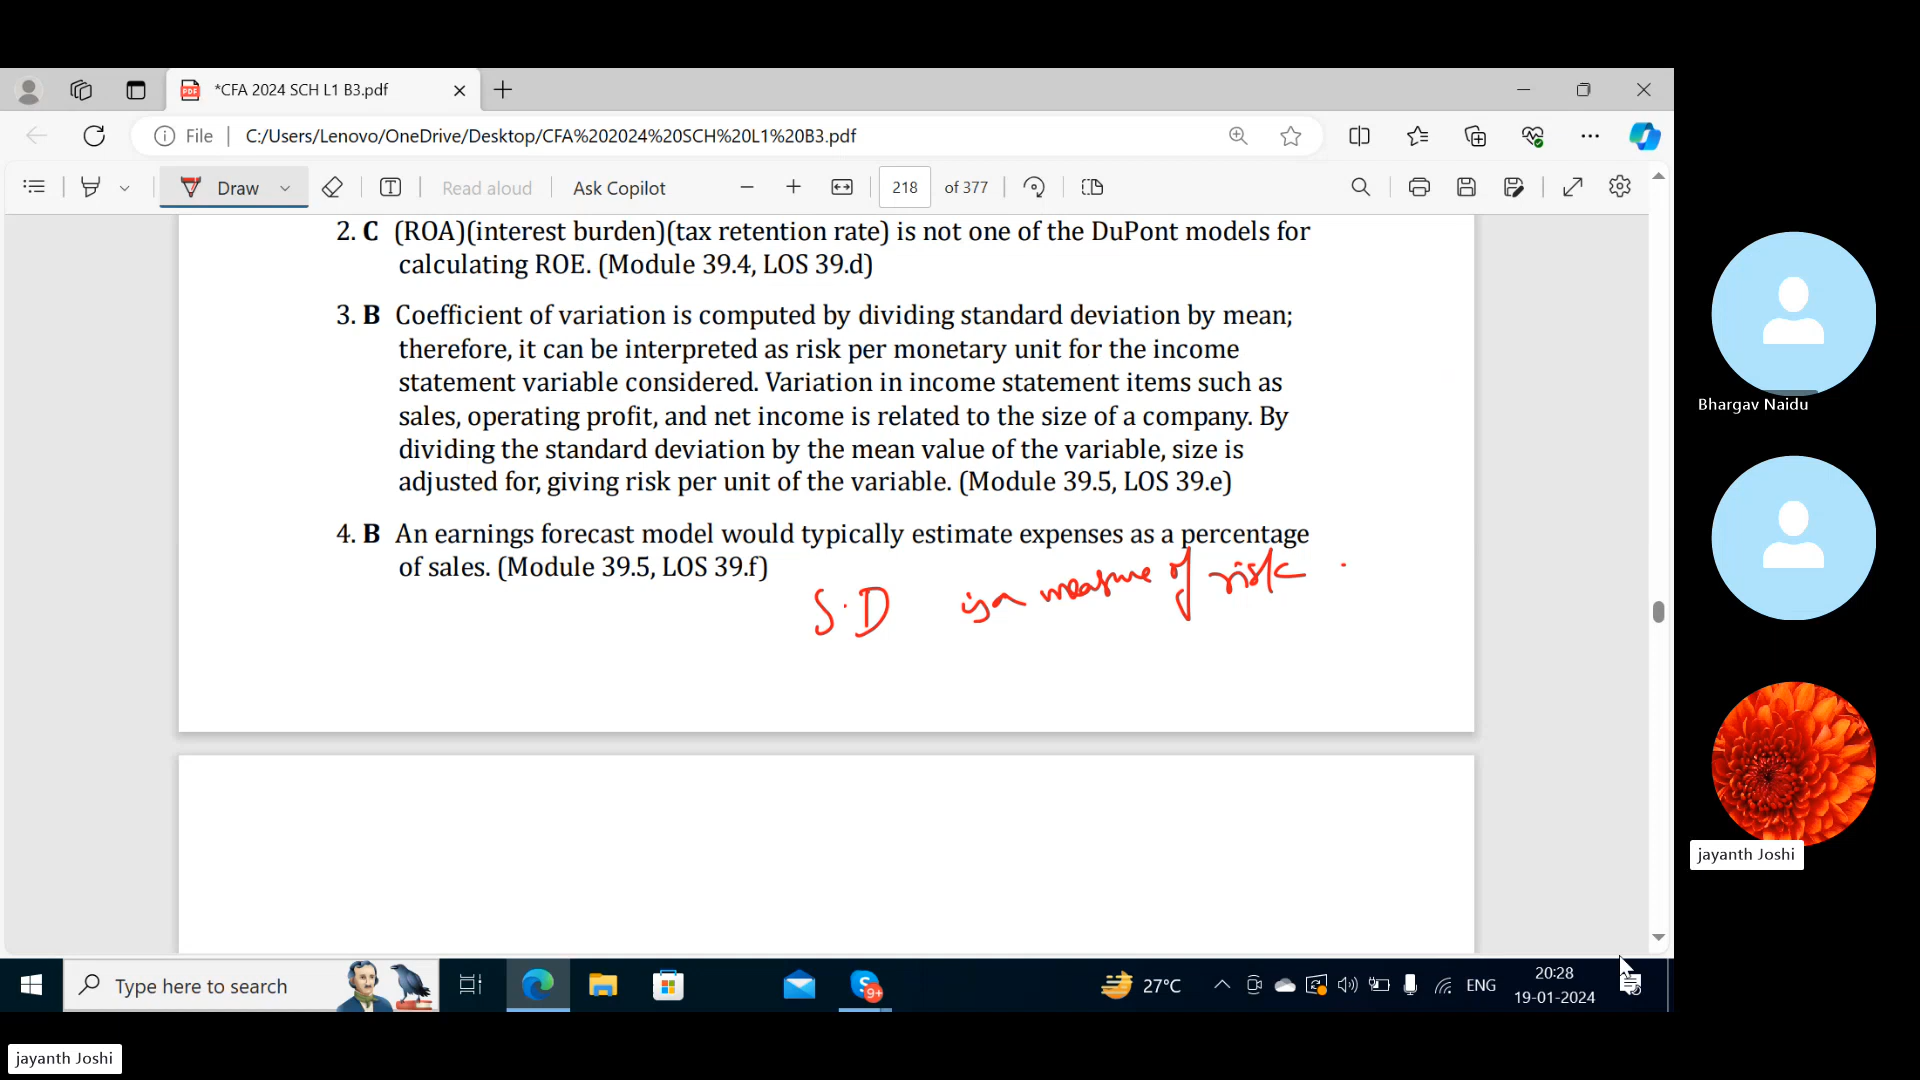 *CFA 2024 SCH L1 B3.pdf
File
C:/Users/Lenovo/OneDrive/Desktop/CFA%202024%20SCH%20L1%20B3.pdf
Draw
Read aloud
Ask Copilot
218 of 377
2. C (ROA)(interest burden)(tax retention rate) is not one of the DuPont models for
calculating ROE. (Module 39.4, LOS 39.d)
3. B Coefficient of variation is computed by dividing standard deviation by mean;
therefore, it can be interpreted as risk per monetary unit for the income
statement variable considered. Variation in income statement items such as
sales, operating profit, and net income is related to the size of a company. By
dividing the standard deviation by the mean value of the variable, size is
adjusted for, giving risk per unit of the variable. (Module 39.5, LOS 39.e)
4. B An earnings forecast model would typically estimate expenses as a percentage
of sales. (Module 39.5, LOS 39.f)
S.D is a measure of risk .
Bhargav Naidu
jayanth Joshi
Type here to search
9+
27°C
ENG
20:28
19-01-2024
jayanth Joshi